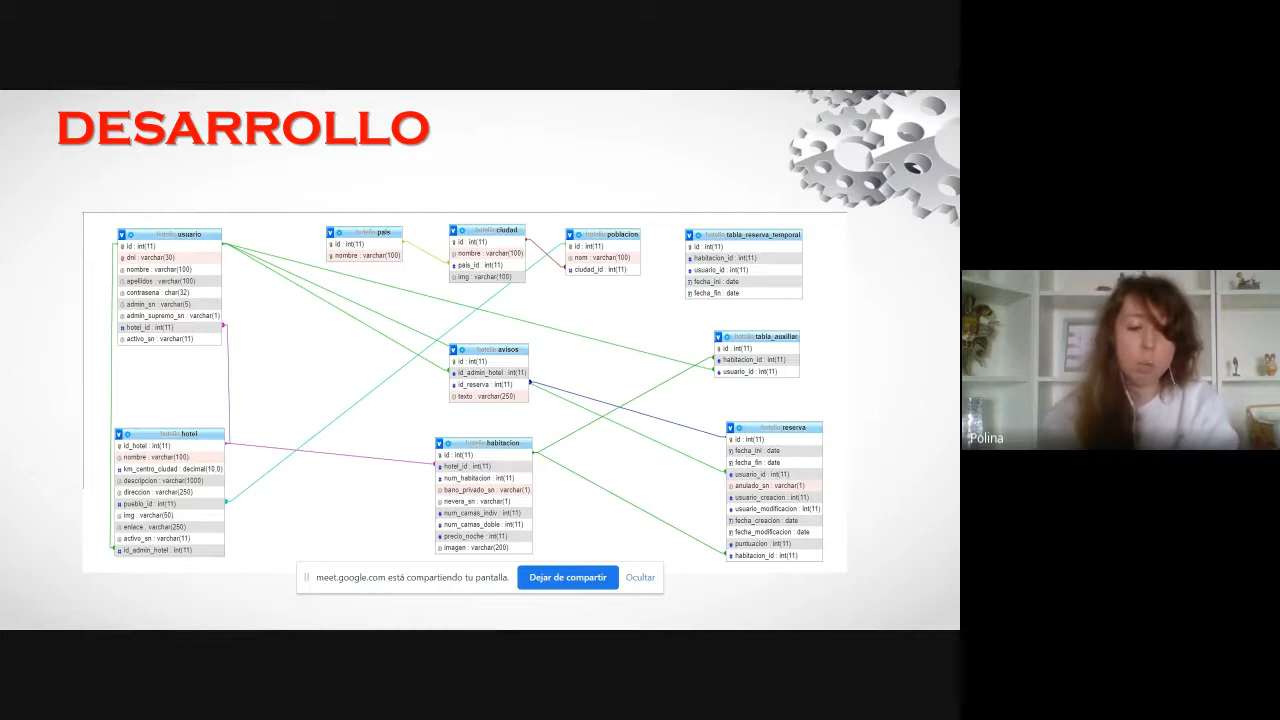 DESARROLLO
hotelio usuario
id : int(11)
dni : varchar(30)
nombre : varchar(100)
apellidos : varchar(100)
contrasena : char(32)
admin_sn : varchar(5)
admin_supremo_sn : varchar(1)
hotel_id : int(11)
activo_sn : varchar(11)
hotelio pais
id : int(11)
nombre : varchar(100)
hotelio ciudad
id : int(11)
nombre : varchar(100)
pais_id : int(11)
img : varchar(100)
hotelio poblacion
id : int(11)
nom : varchar(100)
ciudad_id : int(11)
hotelio tabla_reserva_temporal
id : int(11)
habitacion_id : int(11)
usuario_id : int(11)
fecha_ini : date
fecha_fin : date
hotelio avisos
id : int(11)
id_admin_hotel : int(11)
id_reserva : int(11)
texto : varchar(250)
hotelio tabla_auxiliar
id : int(11)
habitacion_id : int(11)
usuario_id : int(11)
hotelio hotel
id_hotel : int(11)
nombre : varchar(100)
km_centro_ciudad : decimal(10,0)
descripcion : varchar(1000)
direccion : varchar(250)
pueblo_id : int(11)
img : varchar(50)
enlace : varchar(250)
activo_sn : varchar(11)
id_admin_hotel : int(11)
hotelio habitacion
id : int(11)
hotel_id : int(11)
num_habitacion : int(11)
bano_privado_sn : varchar(1)
nevera_sn : varchar(1)
num_camas_indiv : int(11)
num_camas_doble : int(11)
precio_noche : int(11)
imagen : varchar(200)
hotelio reserva
id : int(11)
fecha_ini : date
fecha_fin : date
usuario_id : int(11)
anulado_sn : varchar(1)
usuario_creacion : int(11)
usuario_modificacion : int(11)
fecha_creacion : date
fecha_modificacion : date
puntuacion : int(11)
habitacion_id : int(11)
meet.google.com está compartiendo tu pantalla.
Dejar de compartir
Ocultar
Polina